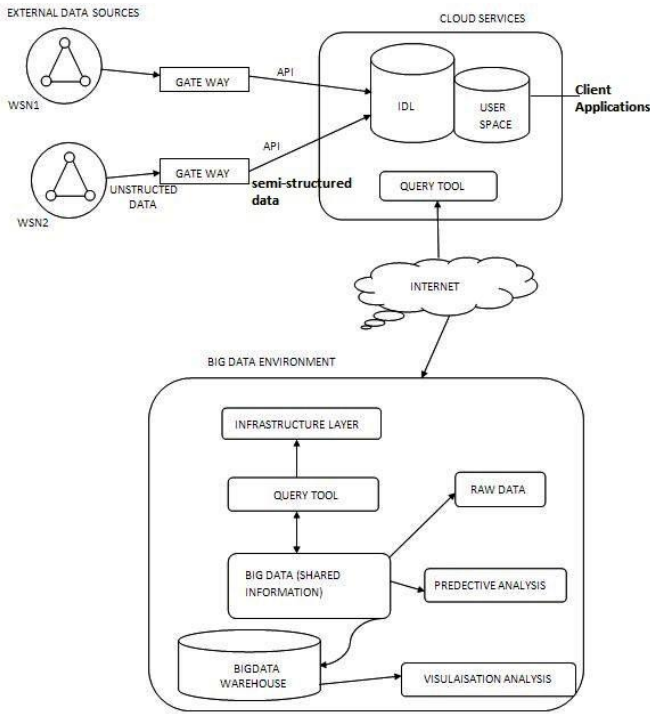 EXTERNAL DATA SOURCES
CLOUD SERVICES
WSN1
GATE WAY
API
IDL
USER
SPACE
Client
Applications
API
WSN2
UNSTRUCTED
DATA
GATE WAY
semi-structured
data
QUERY TOOL
INTERNET
BIG DATA ENVIRONMENT
INFRASTRUCTURE LAYER
QUERY TOOL
RAW DATA
BIG DATA (SHARED
INFORMATION)
PREDECTIVE ANALYSIS
BIGDATA
WAREHOUSE
VISULAISATION ANALYSIS